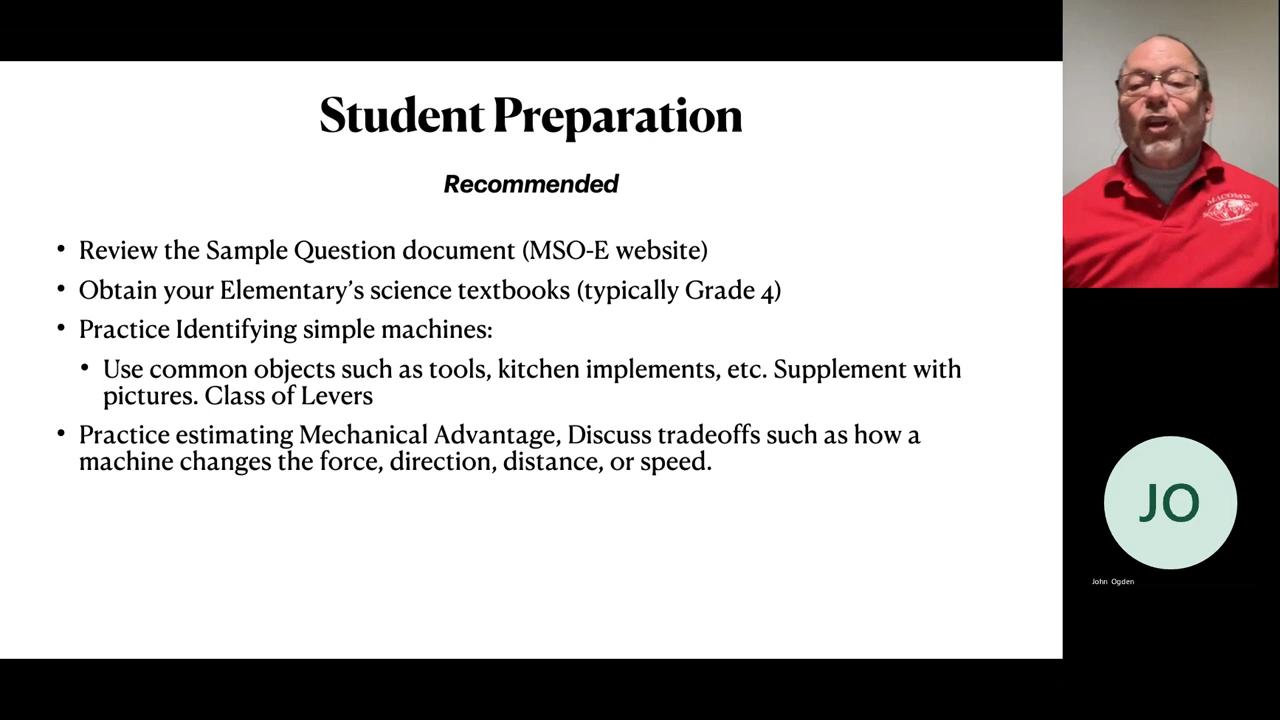 Student Preparation
Recommended
• Review the Sample Question document (MSO-E website)
• Obtain your Elementary’s science textbooks (typically Grade 4)
• Practice Identifying simple machines:
• Use common objects such as tools, kitchen implements, etc. Supplement with
pictures. Class of Levers
• Practice estimating Mechanical Advantage, Discuss tradeoffs such as how a
machine changes the force, direction, distance, or speed.
MACOMB
JO
John Ogden